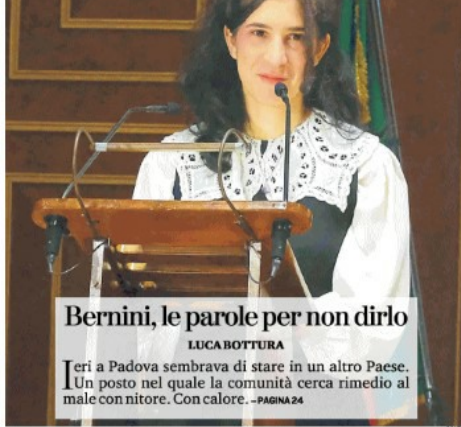 Bernini, le parole per non dirlo
LUCA BOTTURA
Ieri a Padova sembrava di stare in un altro Paese.
Un posto nel quale la comunità cerca rimedio al
male con nitore. Con calore. – PAGINA 24